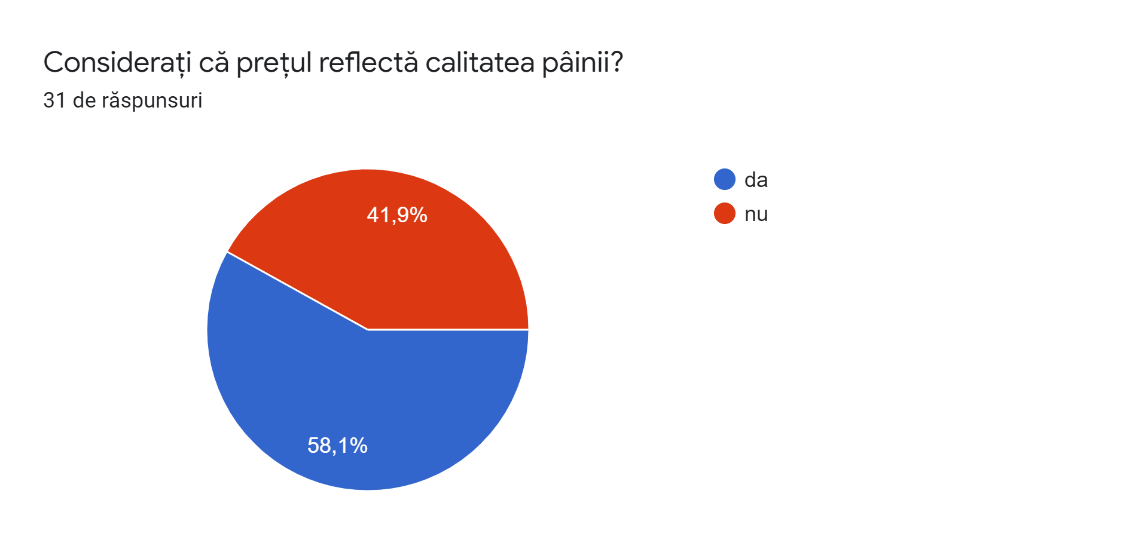 Considerați că prețul reflectă calitatea pâinii?
31 de răspunsuri
da
nu
41,9%
58,1%